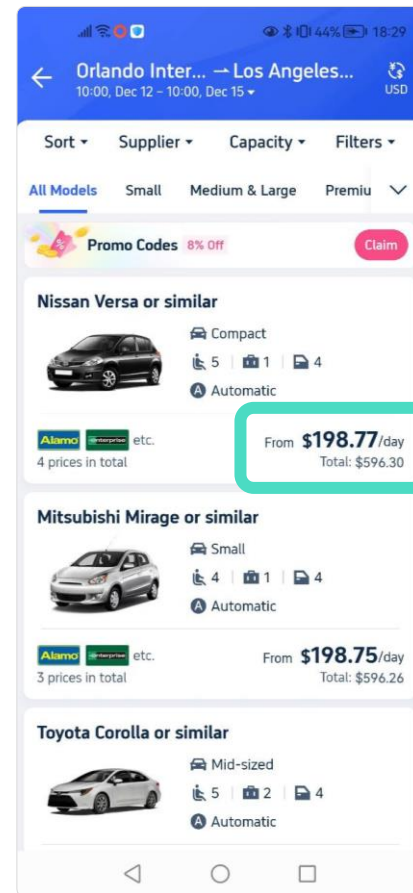 44% 18:29
Orlando Inter... → Los Angeles...
10:00, Dec 12 – 10:00, Dec 15
USD
Sort Supplier Capacity Filters
All Models Small Medium & Large Premiu
Promo Codes 8% Off Claim
Nissan Versa or similar
Compact
5 1 4
A Automatic
Alamo enterprise etc. From $198.77/day
4 prices in total Total: $596.30
Mitsubishi Mirage or similar
Small
4 1 4
A Automatic
Alamo enterprise etc. From $198.75/day
3 prices in total Total: $596.26
Toyota Corolla or similar
Mid-sized
5 2 4
A Automatic